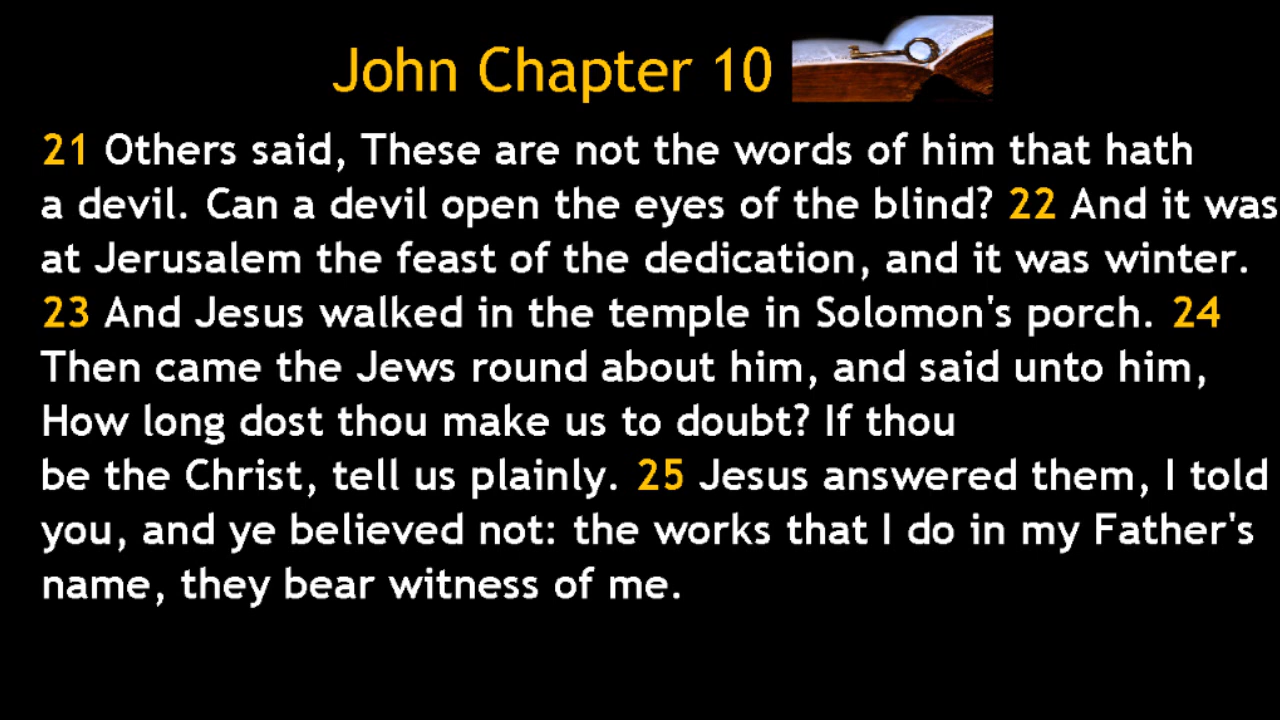 John Chapter 10
21 Others said, These are not the words of him that hath
a devil. Can a devil open the eyes of the blind? 22 And it was
at Jerusalem the feast of the dedication, and it was winter.
23 And Jesus walked in the temple in Solomon's porch. 24
Then came the Jews round about him, and said unto him,
How long dost thou make us to doubt? If thou
be the Christ, tell us plainly. 25 Jesus answered them, I told
you, and ye believed not: the works that I do in my Father's
name, they bear witness of me.